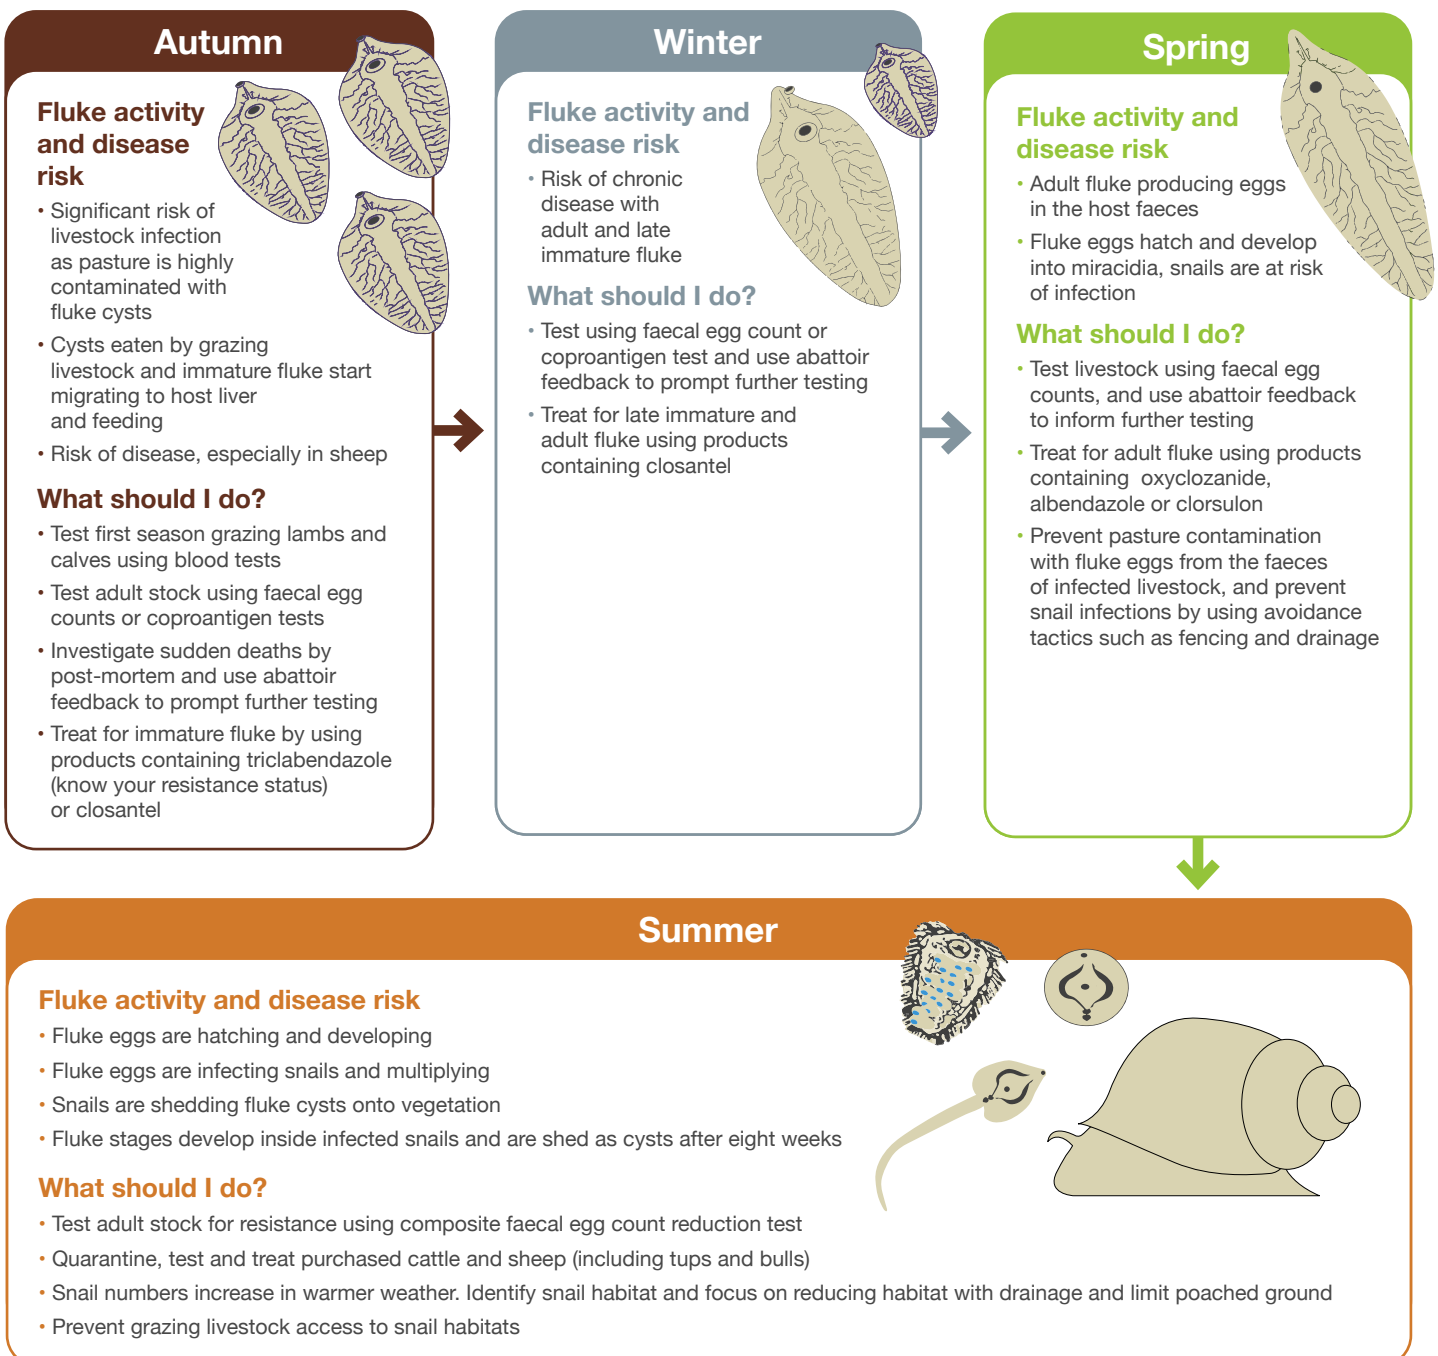 Autumn
Fluke activity
and disease
risk
• Significant risk of
livestock infection
as pasture is highly
contaminated with
fluke cysts
• Cysts eaten by grazing
livestock and immature fluke start
migrating to host liver
and feeding
• Risk of disease, especially in sheep
What should I do?
• Test first season grazing lambs and
calves using blood tests
• Test adult stock using faecal egg
counts or coproantigen tests
• Investigate sudden deaths by
post-mortem and use abattoir
feedback to prompt further testing
• Treat for immature fluke by using
products containing triclabendazole
(know your resistance status)
or closantel
Winter
Fluke activity and
disease risk
• Risk of chronic
disease with
adult and late
immature fluke
What should I do?
• Test using faecal egg count or
coproantigen test and use abattoir
feedback to prompt further testing
• Treat for late immature and
adult fluke using products
containing closantel
Spring
Fluke activity and
disease risk
• Adult fluke producing eggs
in the host faeces
• Fluke eggs hatch and develop
into miracidia, snails are at risk
of infection
What should I do?
• Test livestock using faecal egg
counts, and use abattoir feedback
to inform further testing
• Treat for adult fluke using products
containing oxyclozanide,
albendazole or clorsulon
• Prevent pasture contamination
with fluke eggs from the faeces
of infected livestock, and prevent
snail infections by using avoidance
tactics such as fencing and drainage
Summer
Fluke activity and disease risk
• Fluke eggs are hatching and developing
• Fluke eggs are infecting snails and multiplying
• Snails are shedding fluke cysts onto vegetation
• Fluke stages develop inside infected snails and are shed as cysts after eight weeks
What should I do?
• Test adult stock for resistance using composite faecal egg count reduction test
• Quarantine, test and treat purchased cattle and sheep (including tups and bulls)
• Snail numbers increase in warmer weather. Identify snail habitat and focus on reducing habitat with drainage and limit poached ground
• Prevent grazing livestock access to snail habitats